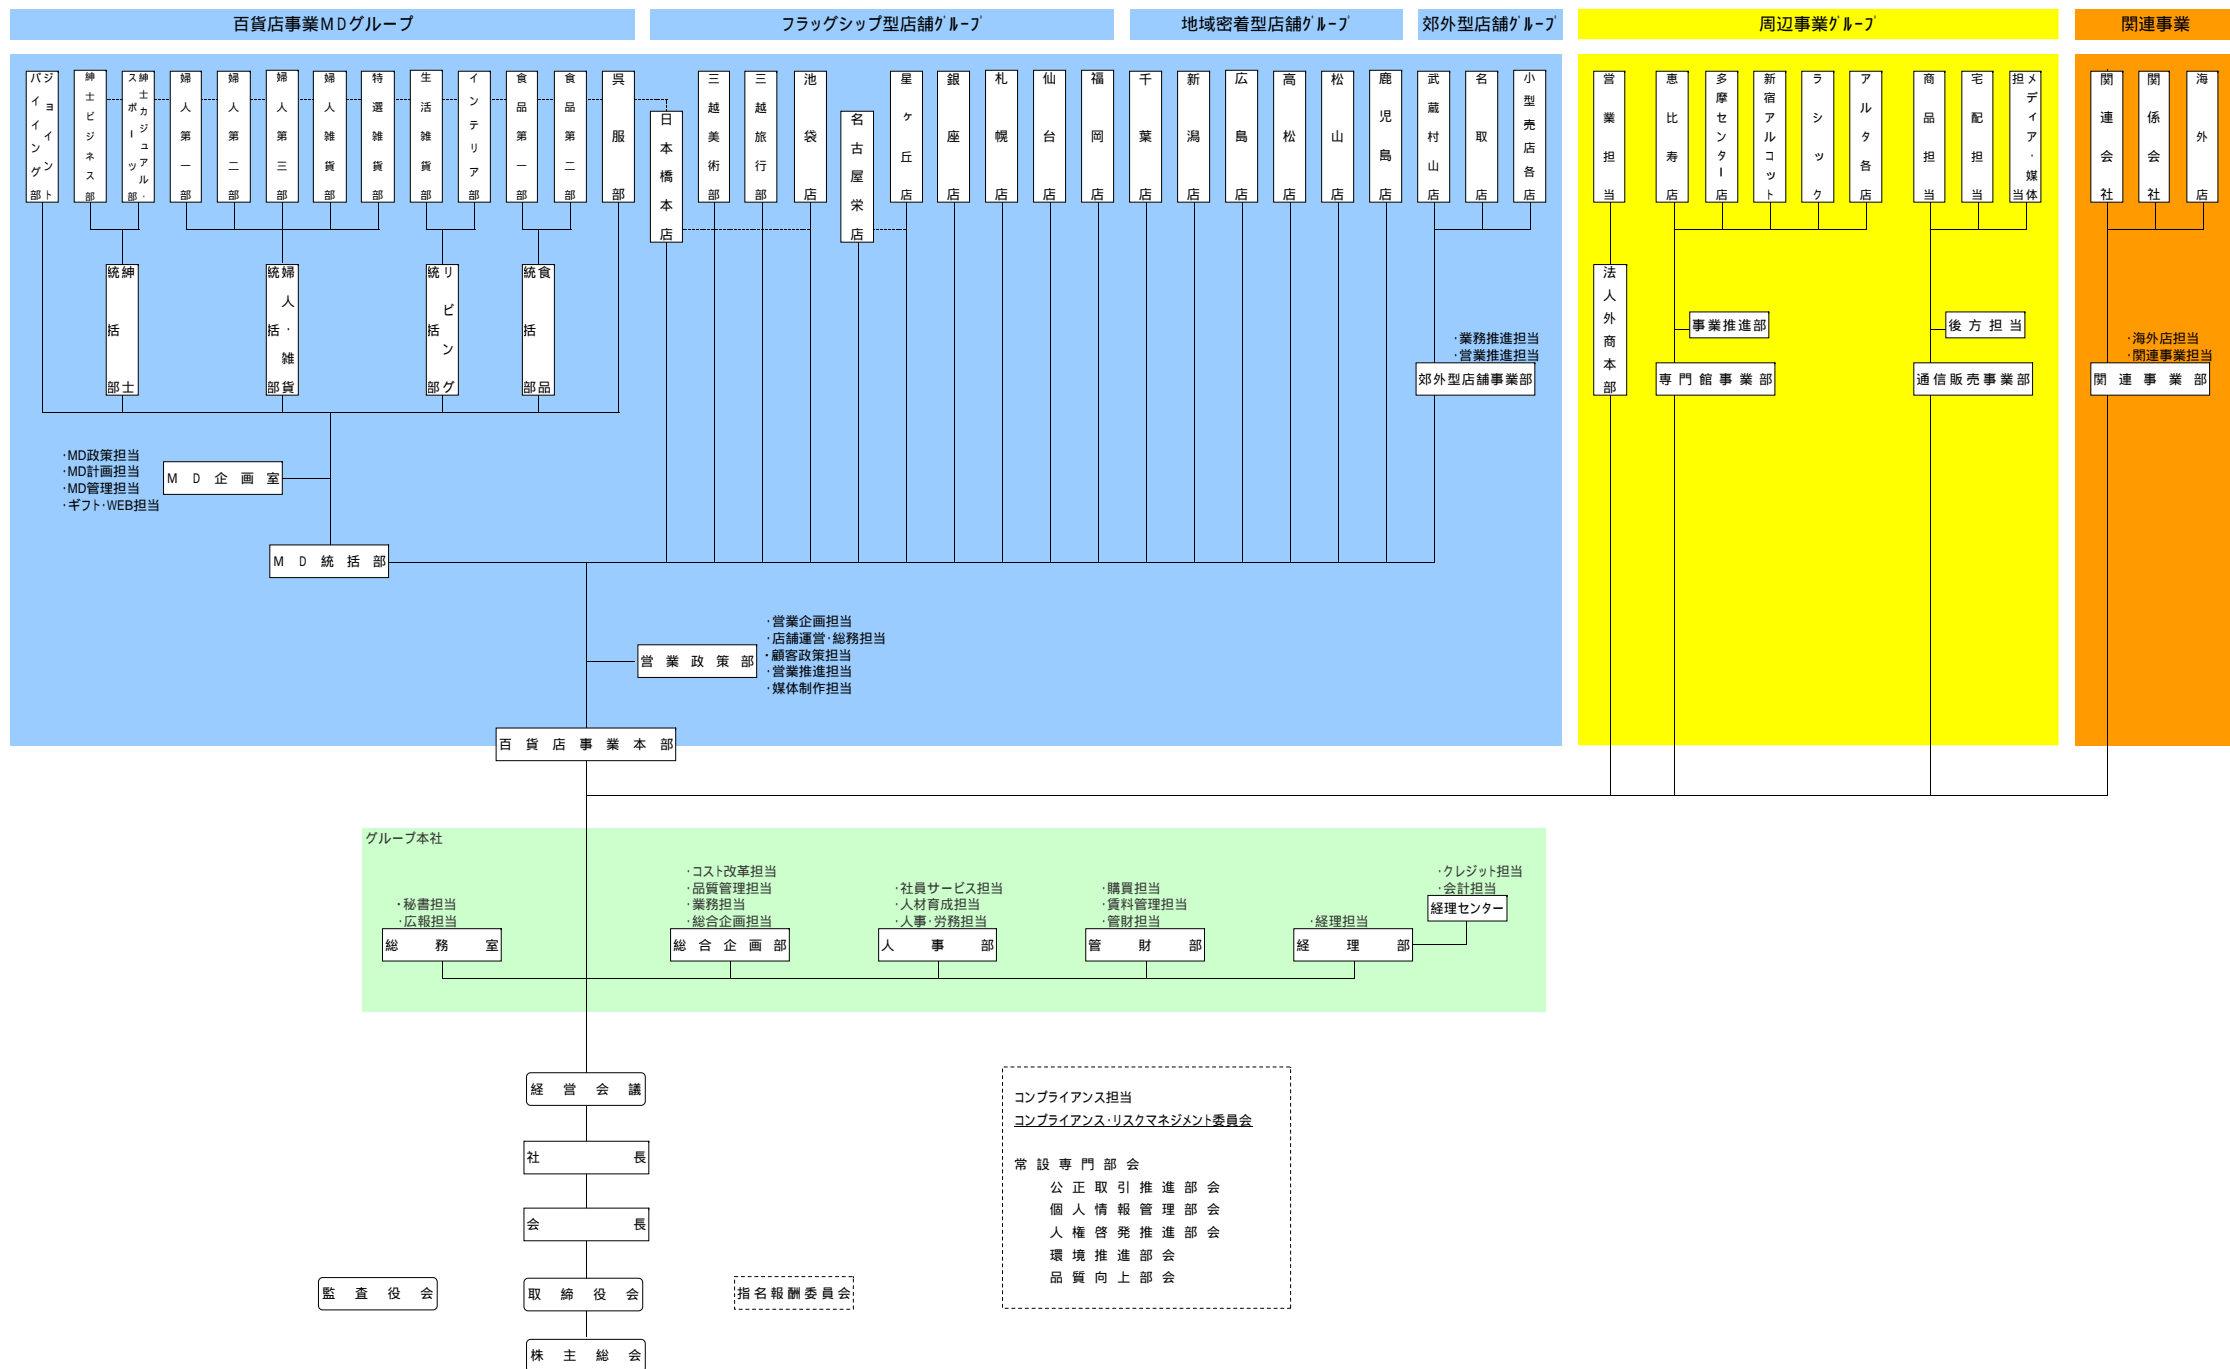 百貨店事業MDグループ
フラッグシップ型店舗グループ
地域密着型店舗グループ
郊外型店舗グループ
周辺事業グループ
関連事業
ジョイントバイイング部
紳士ビジネス部
紳士カジュアル・スポーツ部
婦人第一部
婦人第二部
婦人第三部
婦人雑貨部
特選雑貨部
生活雑貨部
インテリア部
食品第一部
食品第二部
呉服部
日本橋本店
三越美術部
三越旅行部
池袋店
名古屋栄店
星ヶ丘店
銀座店
札幌店
仙台店
福岡店
千葉店
新潟店
広島店
高松店
松山店
鹿児島店
武蔵村山店
名取店
小型売店各店
営業担当
恵比寿店
多摩センター店
新宿アルコット
ラシック
アルタ各店
商品担当
宅配担当
メディア・媒体担当
関連会社
関係会社
海外店
紳士統括部
婦人・雑貨統括部
リビング統括部
食品統括部
法人外商本部
事業推進部
後方担当
・業務推進担当
・営業推進担当
・海外店担当
・関連事業担当
郊外型店舗事業部
専門館事業部
通信販売事業部
関連事業部
・MD政策担当
・MD計画担当
・MD管理担当
・ギフト・WEB担当
MD企画室
MD統括部
・営業企画担当
・店舗運営・総務担当
・顧客政策担当
・営業推進担当
・媒体制作担当
営業政策部
百貨店事業本部
グループ本社
・秘書担当
・広報担当
総務室
・コスト改革担当
・品質管理担当
・業務担当
・総合企画担当
総合企画部
・社員サービス担当
・人材育成担当
・人事・労務担当
人事部
・購買担当
・賃料管理担当
・管財担当
管財部
・経理担当
経理部
・クレジット担当
・会計担当
経理センター
経営会議
社長
会長
監査役会
取締役会
指名報酬委員会
株主総会
コンプライアンス担当
コンプライアンス・リスクマネジメント委員会
常設専門部会
公正取引推進部会
個人情報管理部会
人権啓発推進部会
環境推進部会
品質向上部会